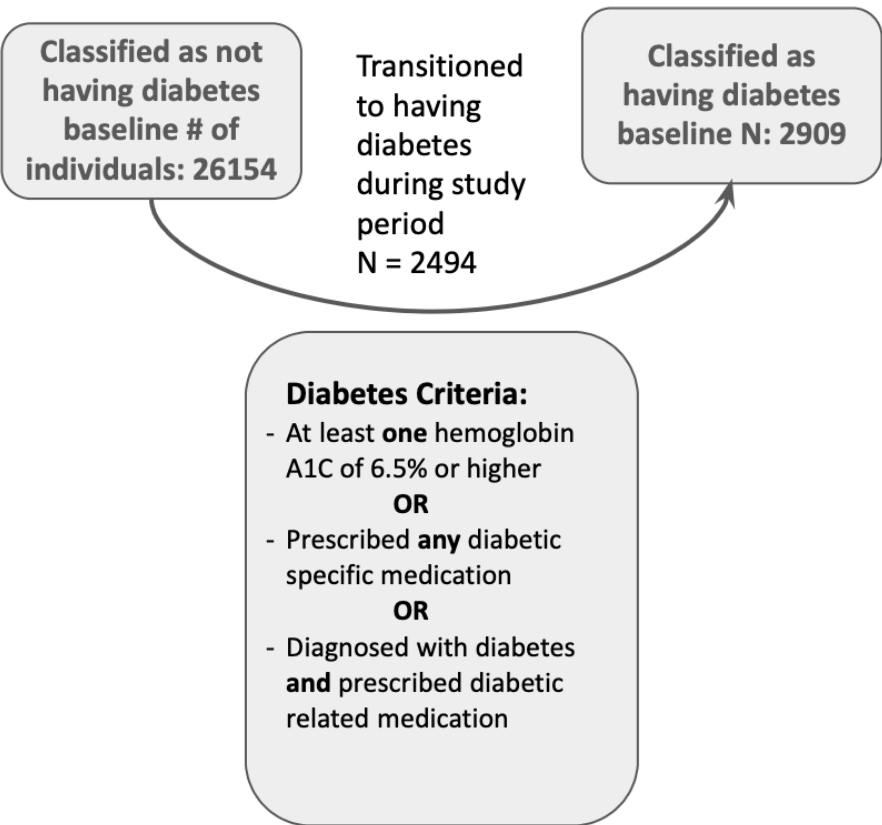 Classified as not
having diabetes
baseline # of
individuals: 26154
Transitioned
to having
diabetes
during study
period
N = 2494
Classified as
having diabetes
baseline N: 2909
Diabetes Criteria:
- At least one hemoglobin
A1C of 6.5% or higher
OR
- Prescribed any diabetic
specific medication
OR
- Diagnosed with diabetes
and prescribed diabetic
related medication